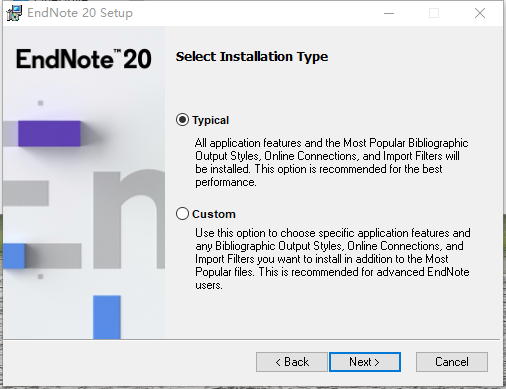 EndNote 20 Setup
EndNote™ 20
Select Installation Type
Typical
All application features and the Most Popular Bibliographic
Output Styles, Online Connections, and Import Filters will
be installed. This option is recommended for the best
performance.
Custom
Use this option to choose specific application features and
any Bibliographic Output Styles, Online Connections, and
Import Filters you want to install in addition to the Most
Popular files. This is recommended for advanced EndNote
users.
< Back
Next >
Cancel